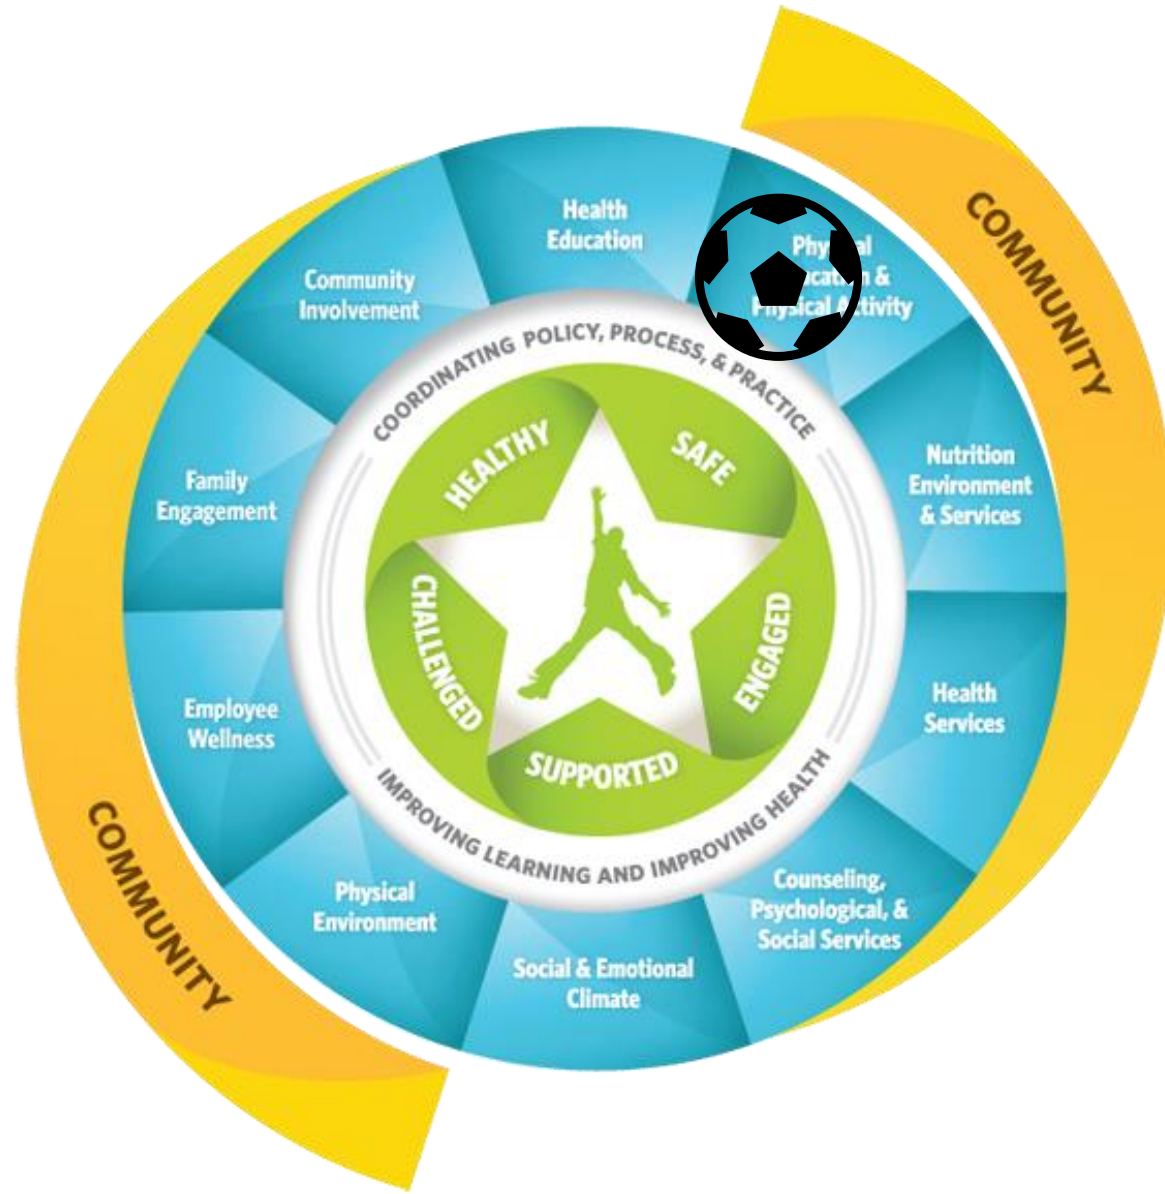 COMMUNITY
Health
Education
&
Physical
Nutrition
Environment
& Services
Health
Services
Counseling,
Psychological, &
Social Services
Social & Emotional
Climate
Physical
Environment
Employee
Wellness
Family
Engagement
Community
Involvement
COORDINATING POLICY, PROCESS, & PRACTICE
IMPROVING LEARNING AND IMPROVING HEALTH
HEALTHY
SAFE
ENGAGED
SUPPORTED
CHALLENGED
COMMUNITY